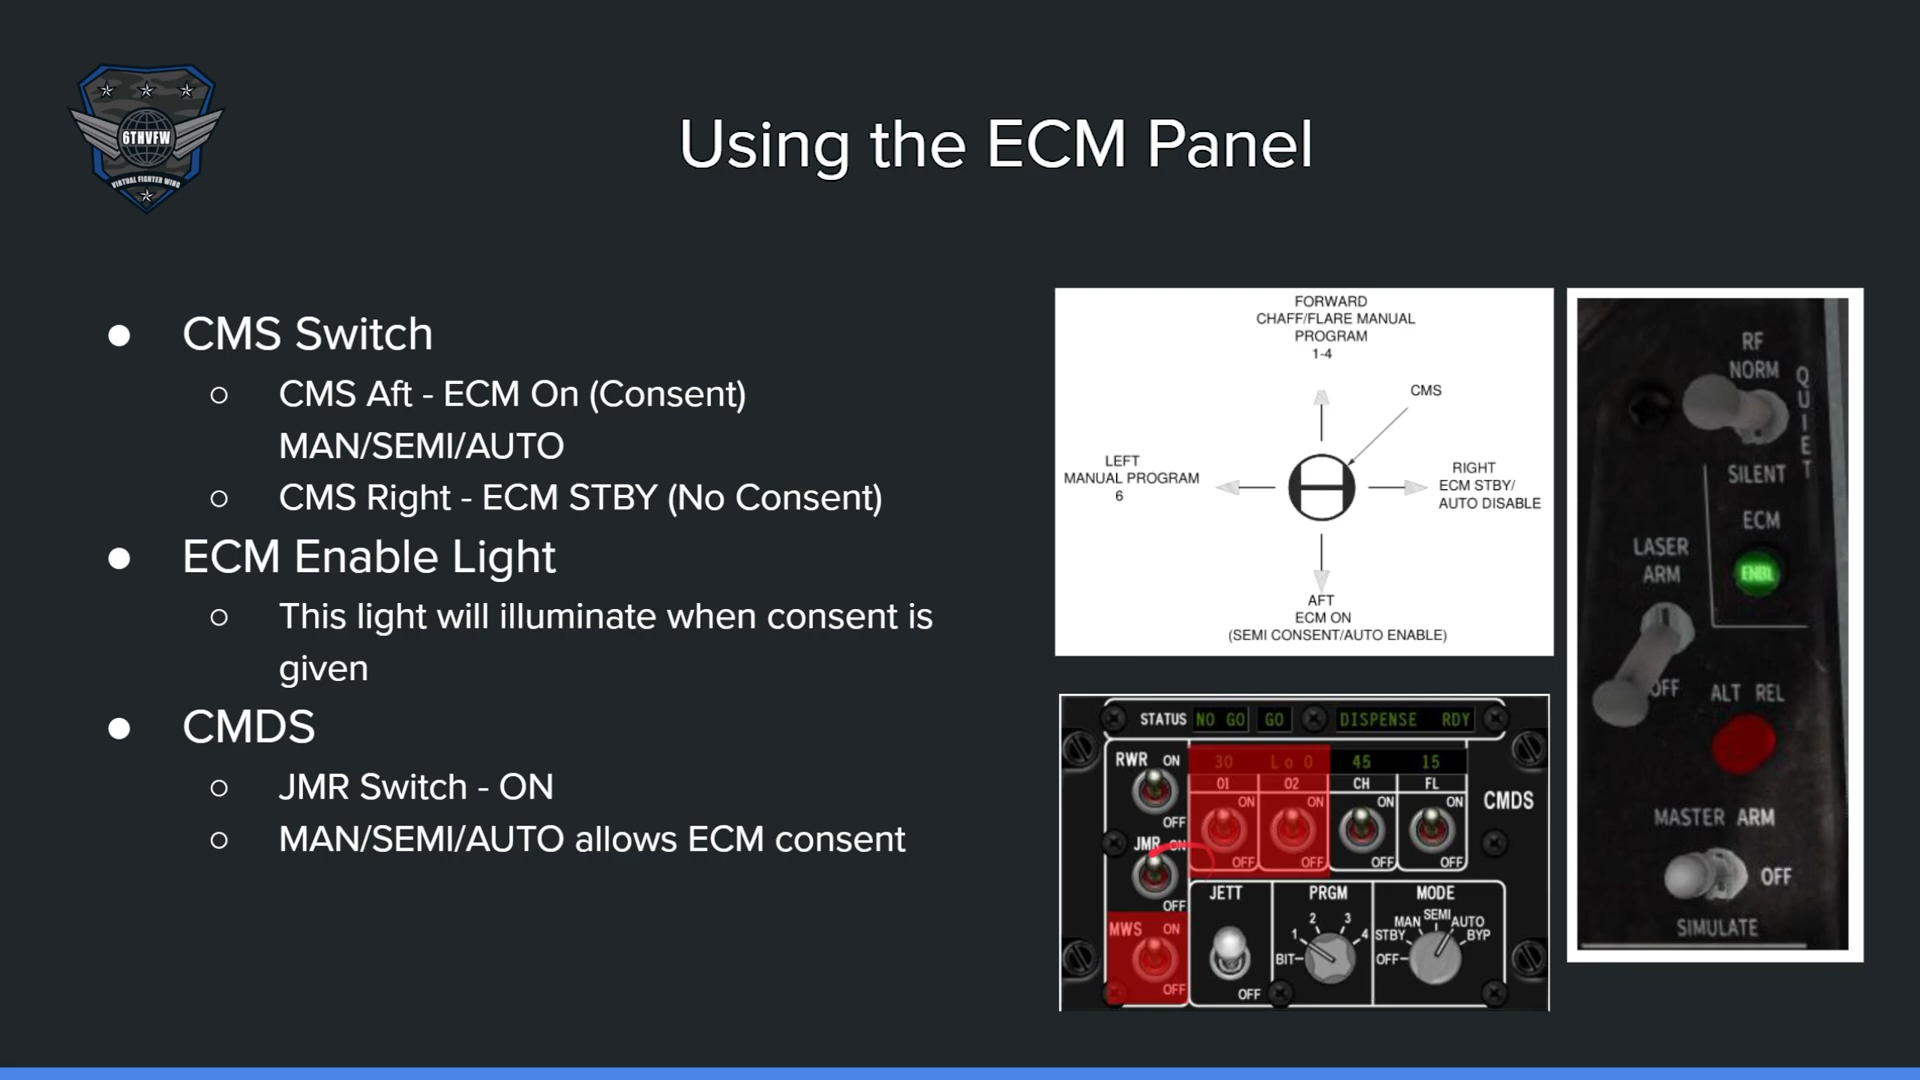 6THVFW
VIRTUAL FIGHTER WING
Using the ECM Panel
CMS Switch
CMS Aft - ECM On (Consent)
MAN/SEMI/AUTO
CMS Right - ECM STBY (No Consent)
ECM Enable Light
This light will illuminate when consent is
given
CMDS
JMR Switch - ON
MAN/SEMI/AUTO allows ECM consent
FORWARD
CHAFF/FLARE MANUAL
PROGRAM
1-4
CMS
LEFT
MANUAL PROGRAM
6
RIGHT
ECM STBY/
AUTO DISABLE
AFT
ECM ON
(SEMI CONSENT/AUTO ENABLE)
STATUS NO GO GO DISPENSE RDY
RWR ON 30 Lo 0 45 15
O1 O2 CH FL
ON ON ON ON CMDS
OFF
JMR ON OFF OFF OFF OFF
OFF JETT PRGM MODE
MWS ON 2 3 MAN SEMI AUTO
1 4 STBY BYP
BIT OFF
OFF OFF
RF
NORM
QUIET
SILENT
ECM
LASER
ARM
ENBL
OFF
ALT REL
MASTER ARM
OFF
SIMULATE